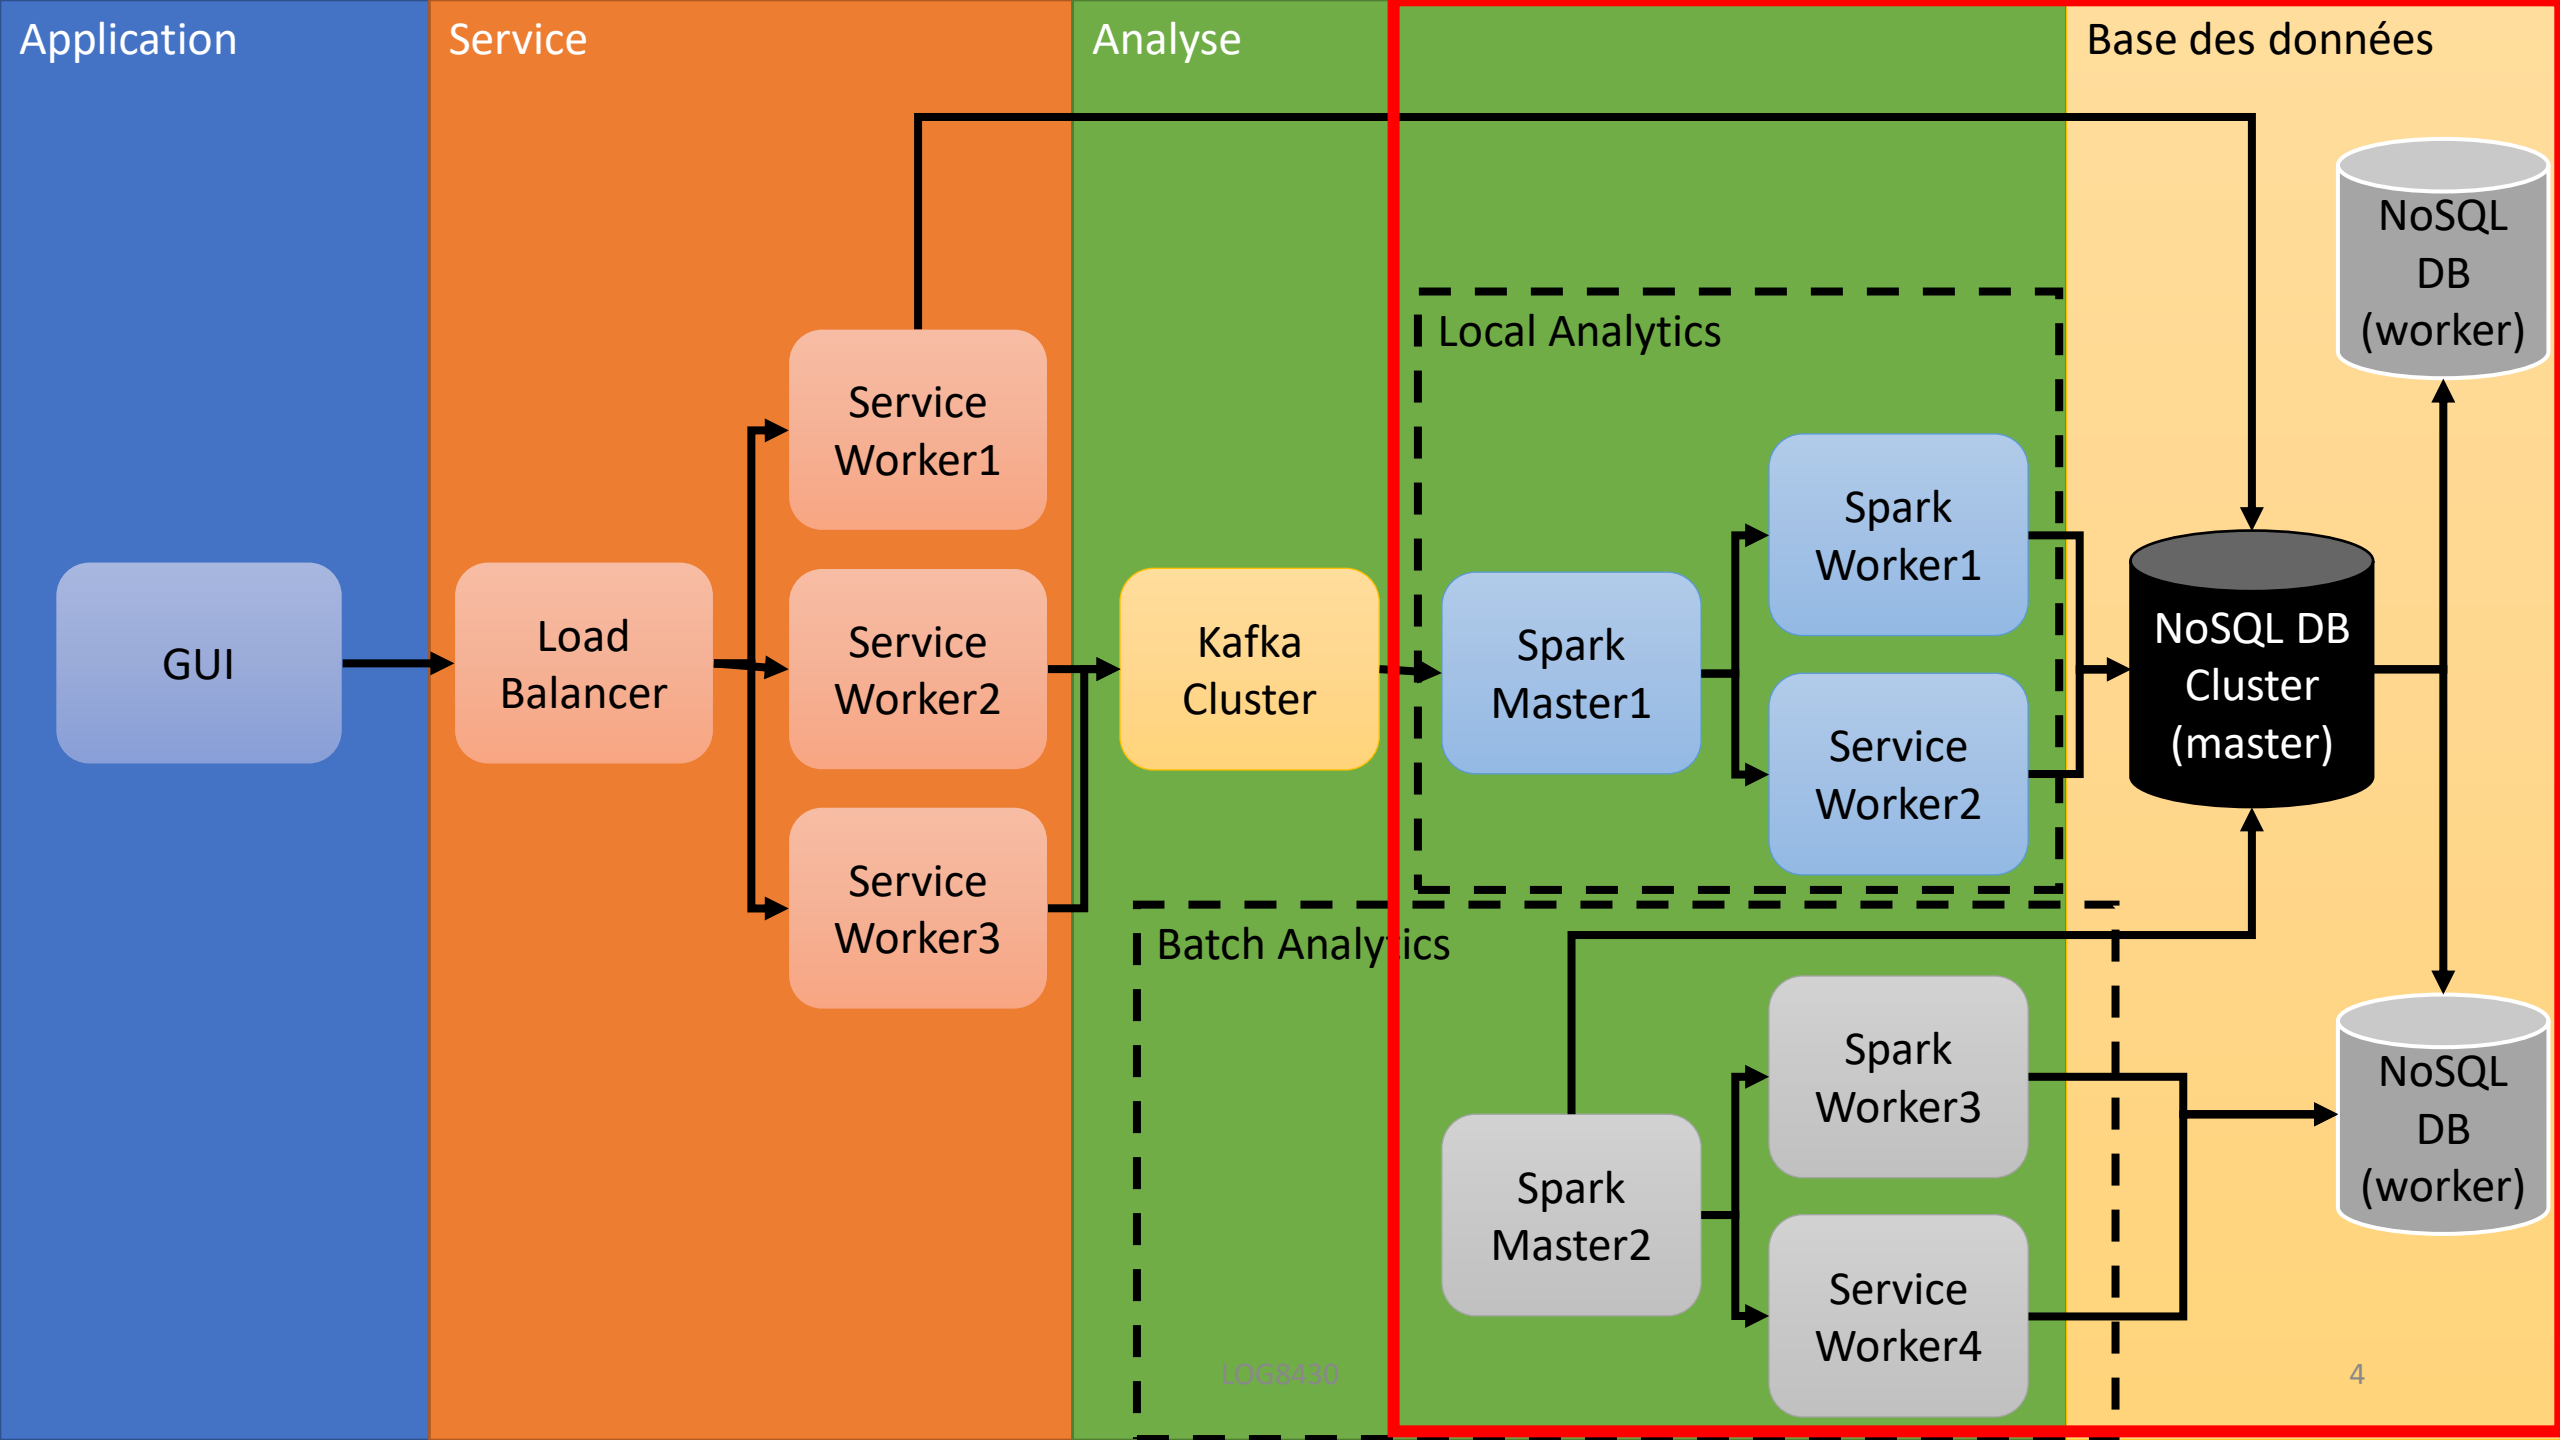 Application
Service
Analyse
Base des données
NoSQL
DB
(worker)
Local Analytics
Service
Worker1
Spark
Worker1
GUI
Load
Balancer
Service
Worker2
Kafka
Cluster
Spark
Master1
Service
Worker2
NoSQL DB
Cluster
(master)
Service
Worker3
Batch Analytics
Spark
Worker3
NoSQL
DB
(worker)
Spark
Master2
Service
Worker4
LOG8430
4